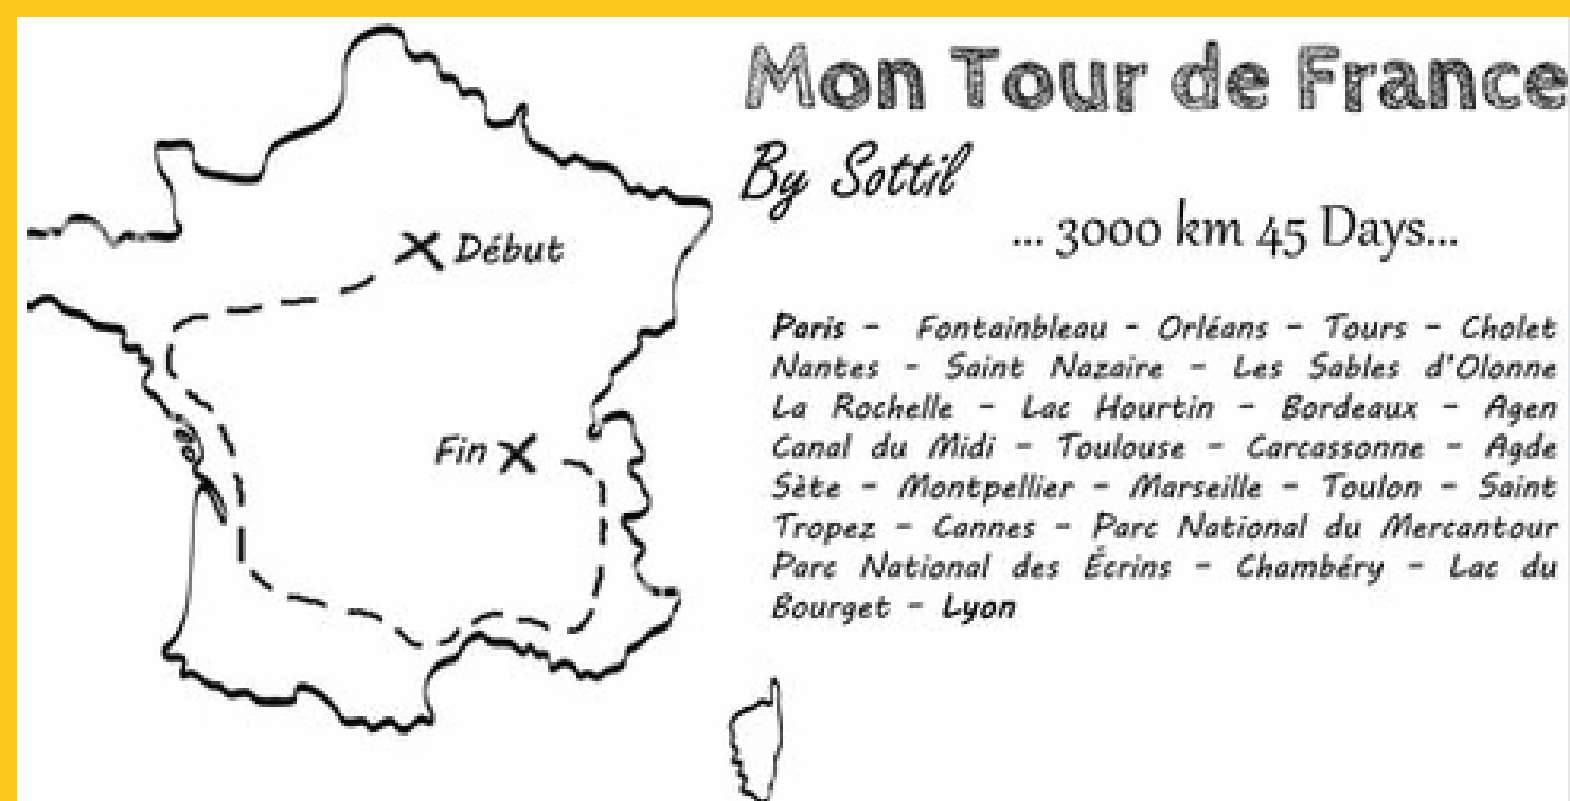 Mon Tour de France
By Sottil
... 3000 km 45 Days...
Début
Fin
Paris - Fontainbleau - Orléans - Tours - Cholet
Nantes - Saint Nazaire - Les Sables d'Olonne
La Rochelle - Lac Hourtin - Bordeaux - Agen
Canal du Midi - Toulouse - Carcassonne - Agde
Sète - Montpellier - Marseille - Toulon - Saint
Tropez - Cannes - Parc National du Mercantour
Parc National des Écrins - Chambéry - Lac du
Bourget - Lyon